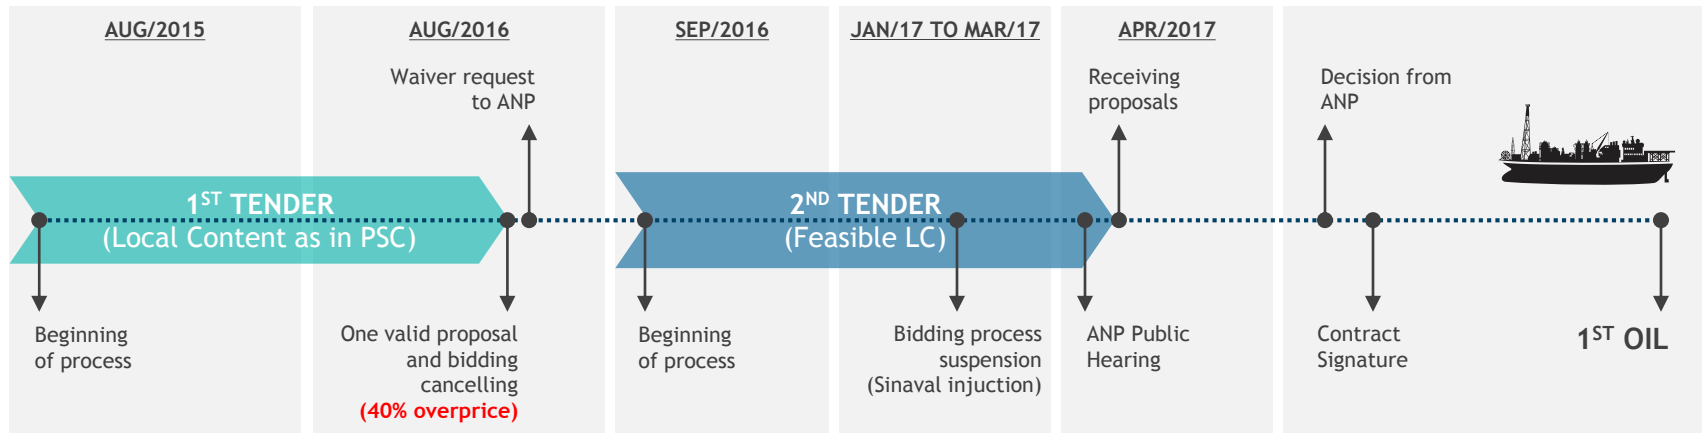 AUG/2015
AUG/2016
SEP/2016
JAN/17 TO MAR/17
APR/2017
Waiver request
to ANP
Receiving
proposals
Decision from
ANP
1ST TENDER
(Local Content as in PSC)
2ND TENDER
(Feasible LC)
Beginning
of process
One valid proposal
and bidding
cancelling
(40% overprice)
Beginning
of process
Bidding process
suspension
(Sinaval injuction)
ANP Public
Hearing
Contract
Signature
1ST OIL